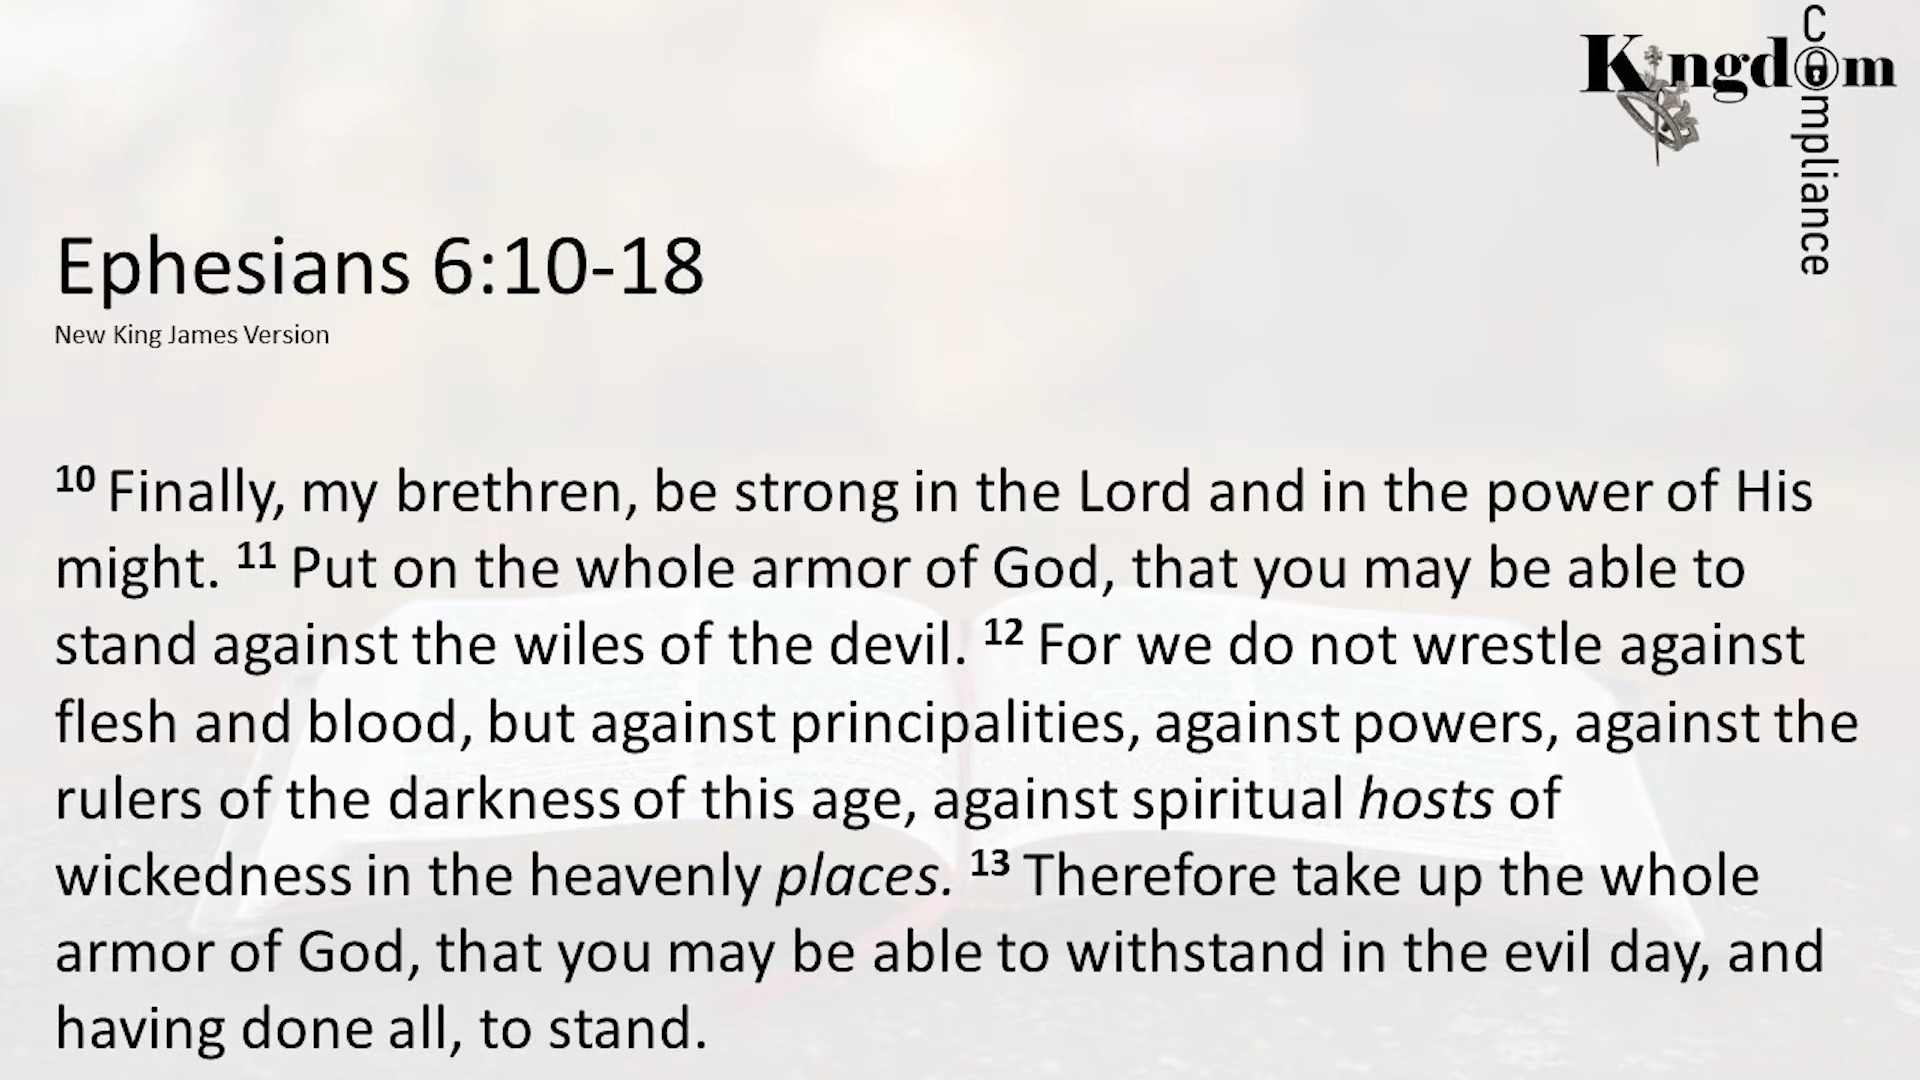 Kingdom
Compliance
Ephesians 6:10-18
New King James Version
10 Finally, my brethren, be strong in the Lord and in the power of His
might. 11 Put on the whole armor of God, that you may be able to
stand against the wiles of the devil. 12 For we do not wrestle against
flesh and blood, but against principalities, against powers, against the
rulers of the darkness of this age, against spiritual hosts of
wickedness in the heavenly places. 13 Therefore take up the whole
armor of God, that you may be able to withstand in the evil day, and
having done all, to stand.